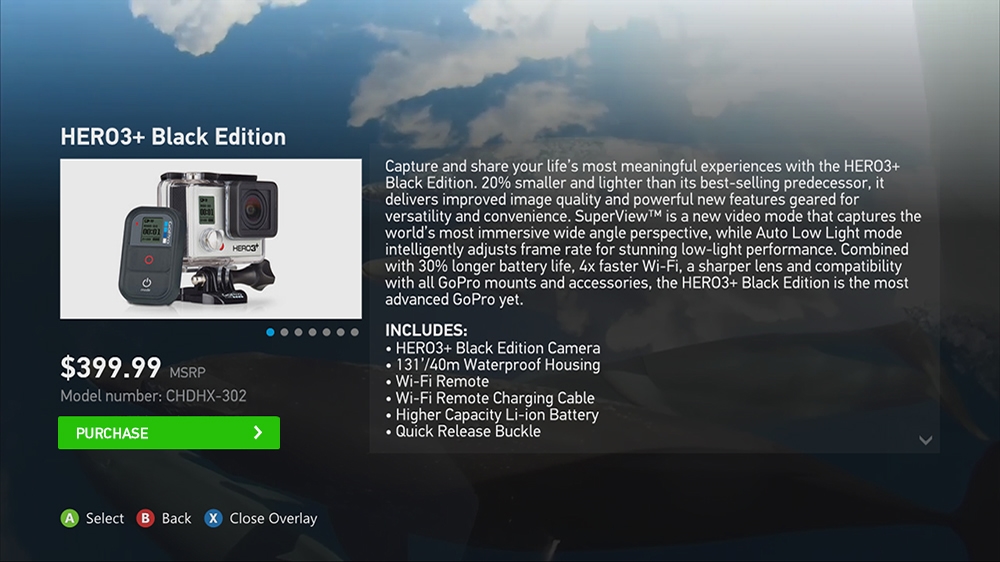 HERO3+ Black Edition
Capture and share your life's most meaningful experiences with the HERO3+
Black Edition. 20% smaller and lighter than its best-selling predecessor, it
delivers improved image quality and powerful new features geared for
versatility and convenience. SuperView™ is a new video mode that captures the
world's most immersive wide angle perspective, while Auto Low Light mode
intelligently adjusts frame rate for stunning low-light performance. Combined
with 30% longer battery life, 4x faster Wi-Fi, a sharper lens and compatibility
with all GoPro mounts and accessories, the HERO3+ Black Edition is the most
advanced GoPro yet.
HERO3+
INCLUDES:
• HERO3+ Black Edition Camera
• 131'/40m Waterproof Housing
• Wi-Fi Remote
• Wi-Fi Remote Charging Cable
• Higher Capacity Li-ion Battery
• Quick Release Buckle
$399.99 MSRP
Model number: CHDHX-302
PURCHASE
A Select B Back X Close Overlay